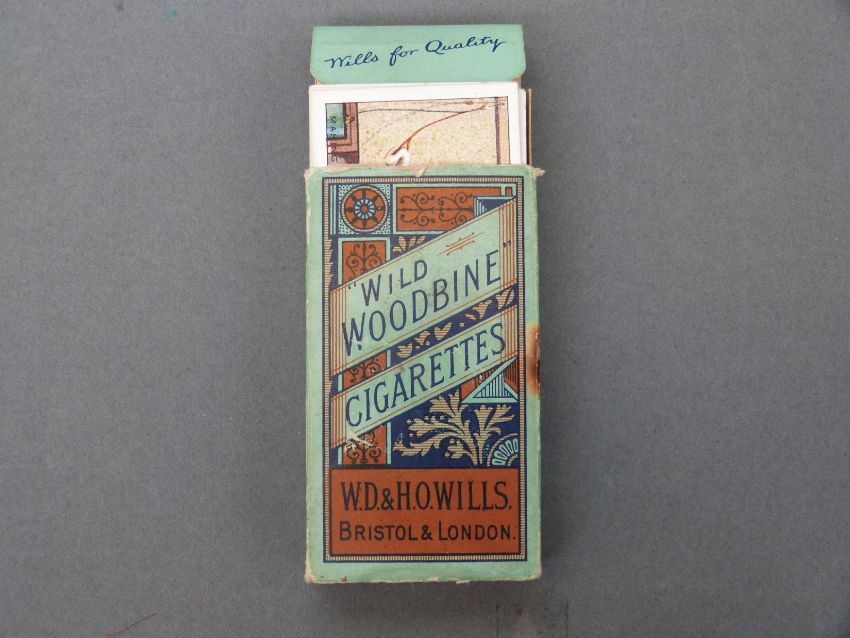 Wills for Quality
"WILD
WOODBINE"
CIGARETTES
W.D.&H.O.WILLS.
BRISTOL & LONDON.